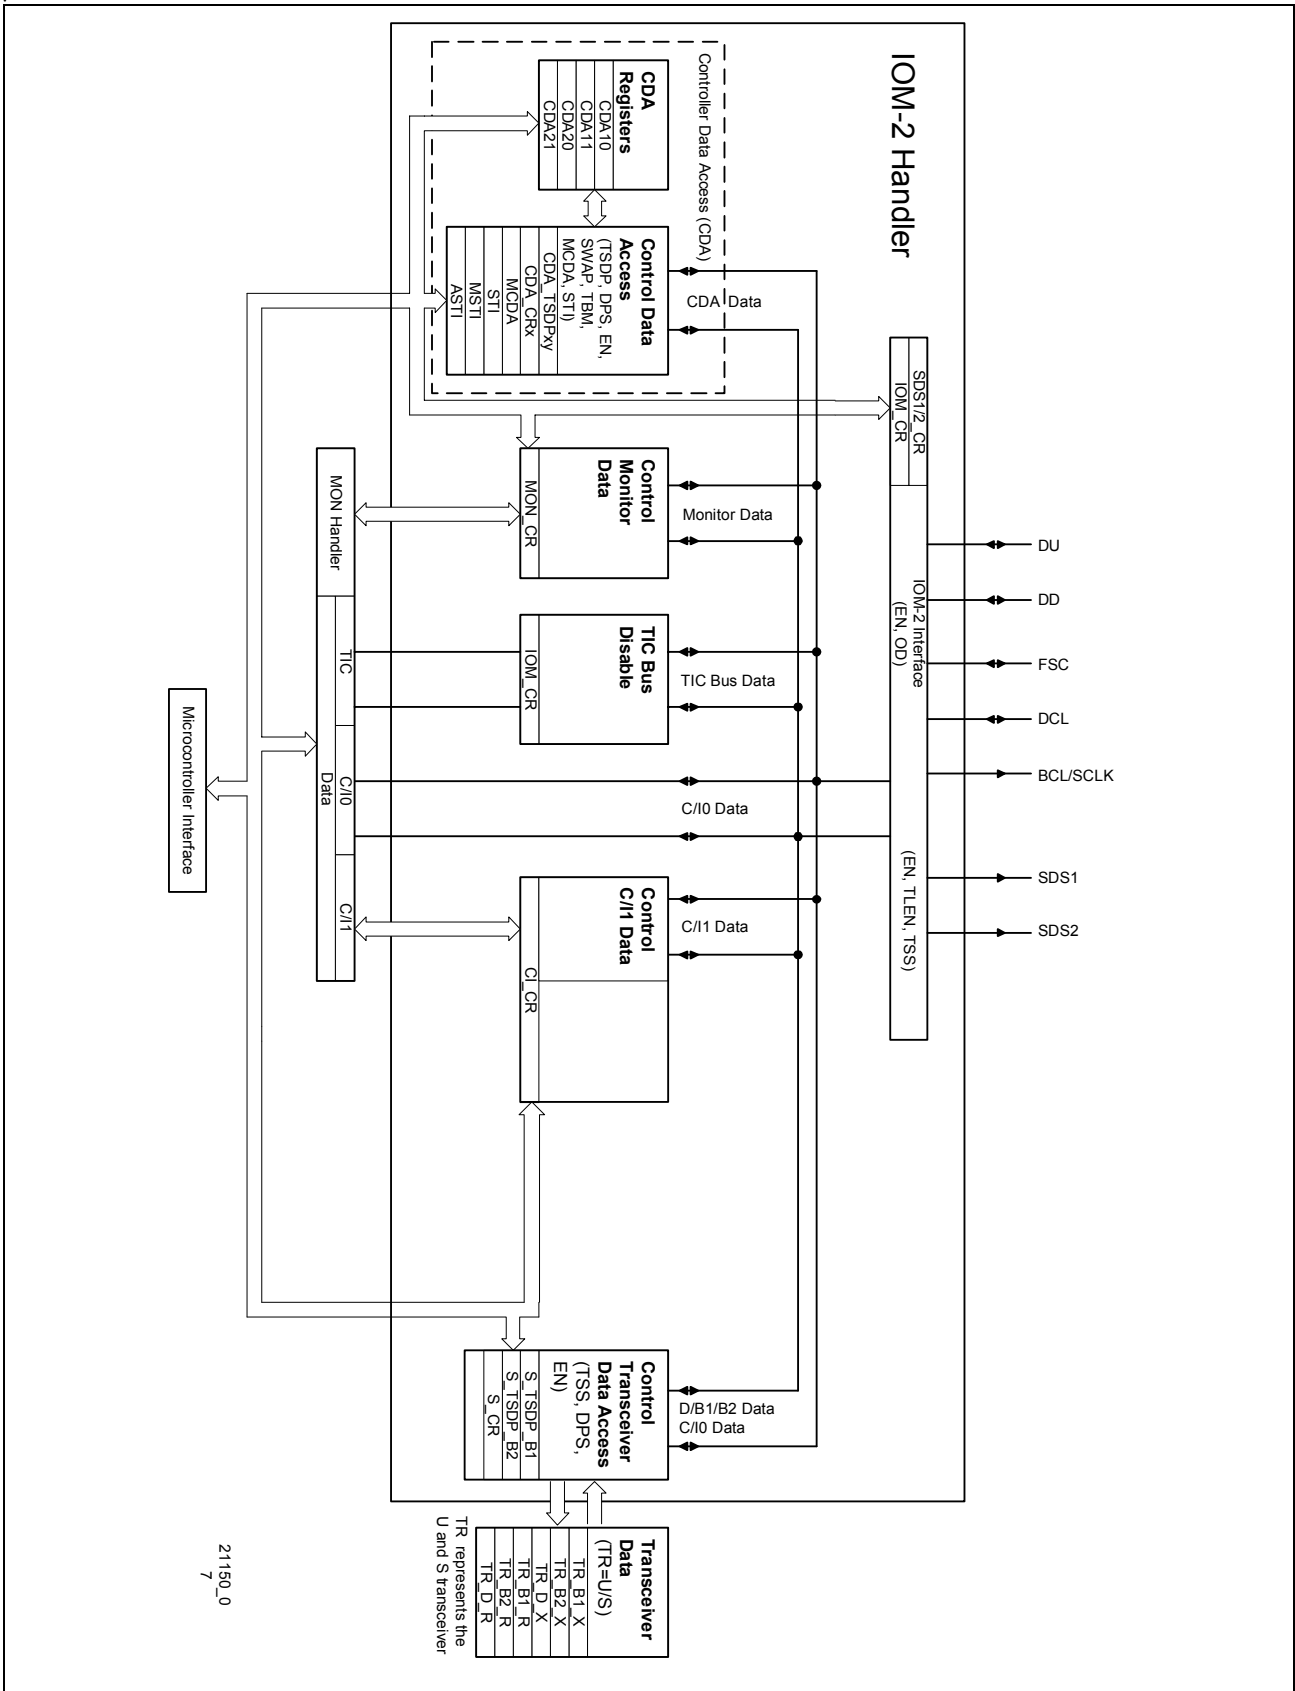 IOM-2 Handler
Controller Data Access (CDA)
CDA
Registers
CDA10
CDA11
CDA20
CDA21
Control Data
Access
(TSDP, DPS, EN,
SWAP, TBM,
MCDA, STI)
CDA_TSDPxy
CDA_CRx
MCDA
STI
MSTI
ASTI
CDA Data
SDS1/2_CR
IOM_CR
IOM-2 Interface
(EN, OD)
(EN, TLEN, TSS)
DU
DD
FSC
DCL
BCL/SCLK
SDS1
SDS2
Control
Monitor
Data
MON_CR
Monitor Data
TIC Bus
Disable
IOM_CR
TIC Bus Data
C/I0 Data
Control
C/I1 Data
CI_CR
C/I1 Data
MON Handler
TIC
C/I0
C/I1
Data
Microcontroller Interface
Control
Transceiver
Data Access
(TSS, DPS,
EN)
S_TSDP_B1
S_TSDP_B2
S_CR
D/B1/B2 Data
C/I0 Data
Transceiver
Data
(TR=U/S)
TR_B1_X
TR_B2_X
TR_D_X
TR_B1_R
TR_B2_R
TR_D_R
TR represents the
U and S transceiver
21150_0
7